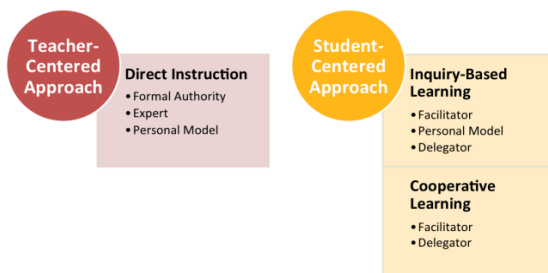 Teacher-
Centered
Approach
Direct Instruction
• Formal Authority
• Expert
• Personal Model
Student-
Centered
Approach
Inquiry-Based
Learning
• Facilitator
• Personal Model
• Delegator
Cooperative
Learning
• Facilitator
• Delegator